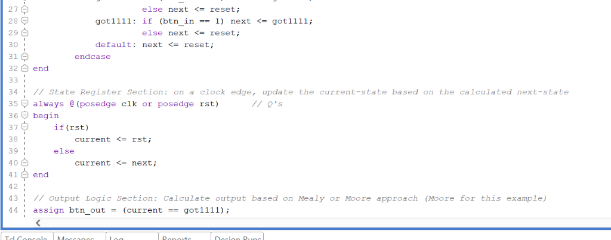 27 else next <= reset;
28 got1111: if (btn_in == 1) next <= got1111;
29 else next <= reset;
30 default: next <= reset;
31 endcase
32 end
33
34 // State Register Section: on a clock edge, update the current-state based on the calculated next-state
35 always @(posedge clk or posedge rst) // Q's
36 begin
37 if(rst)
38 current <= rst;
39 else
40 current <= next;
41 end
42
43 // Output Logic Section: Calculate output based on Mealy or Moore approach (Moore for this example)
44 assign btn_out = (current == got1111);
Tcl Console Messages Log Reports Design Runs